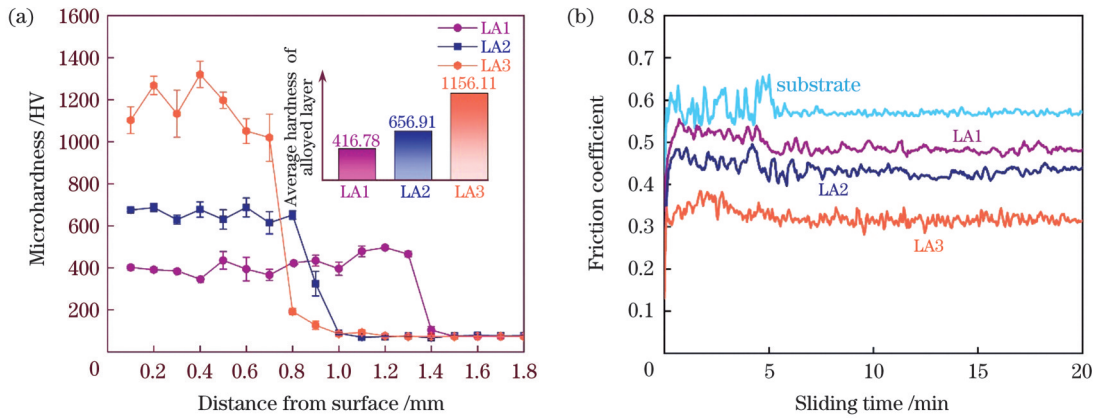 (a)
1600
1400
1200
1000
800
600
400
200
0
Microhardness /HV
0.2 0.4 0.6 0.8 1.0 1.2 1.4 1.6 1.8
Distance from surface /mm
LA1
LA2
LA3
Average hardness of
alloyed layer
416.78
656.91
1156.11
LA1 LA2 LA3
(b)
0.8
0.7
0.6
0.5
0.4
0.3
0.2
0.1
Friction coefficient
0 5 10 15 20
Sliding time /min
substrate
LA1
LA2
LA3